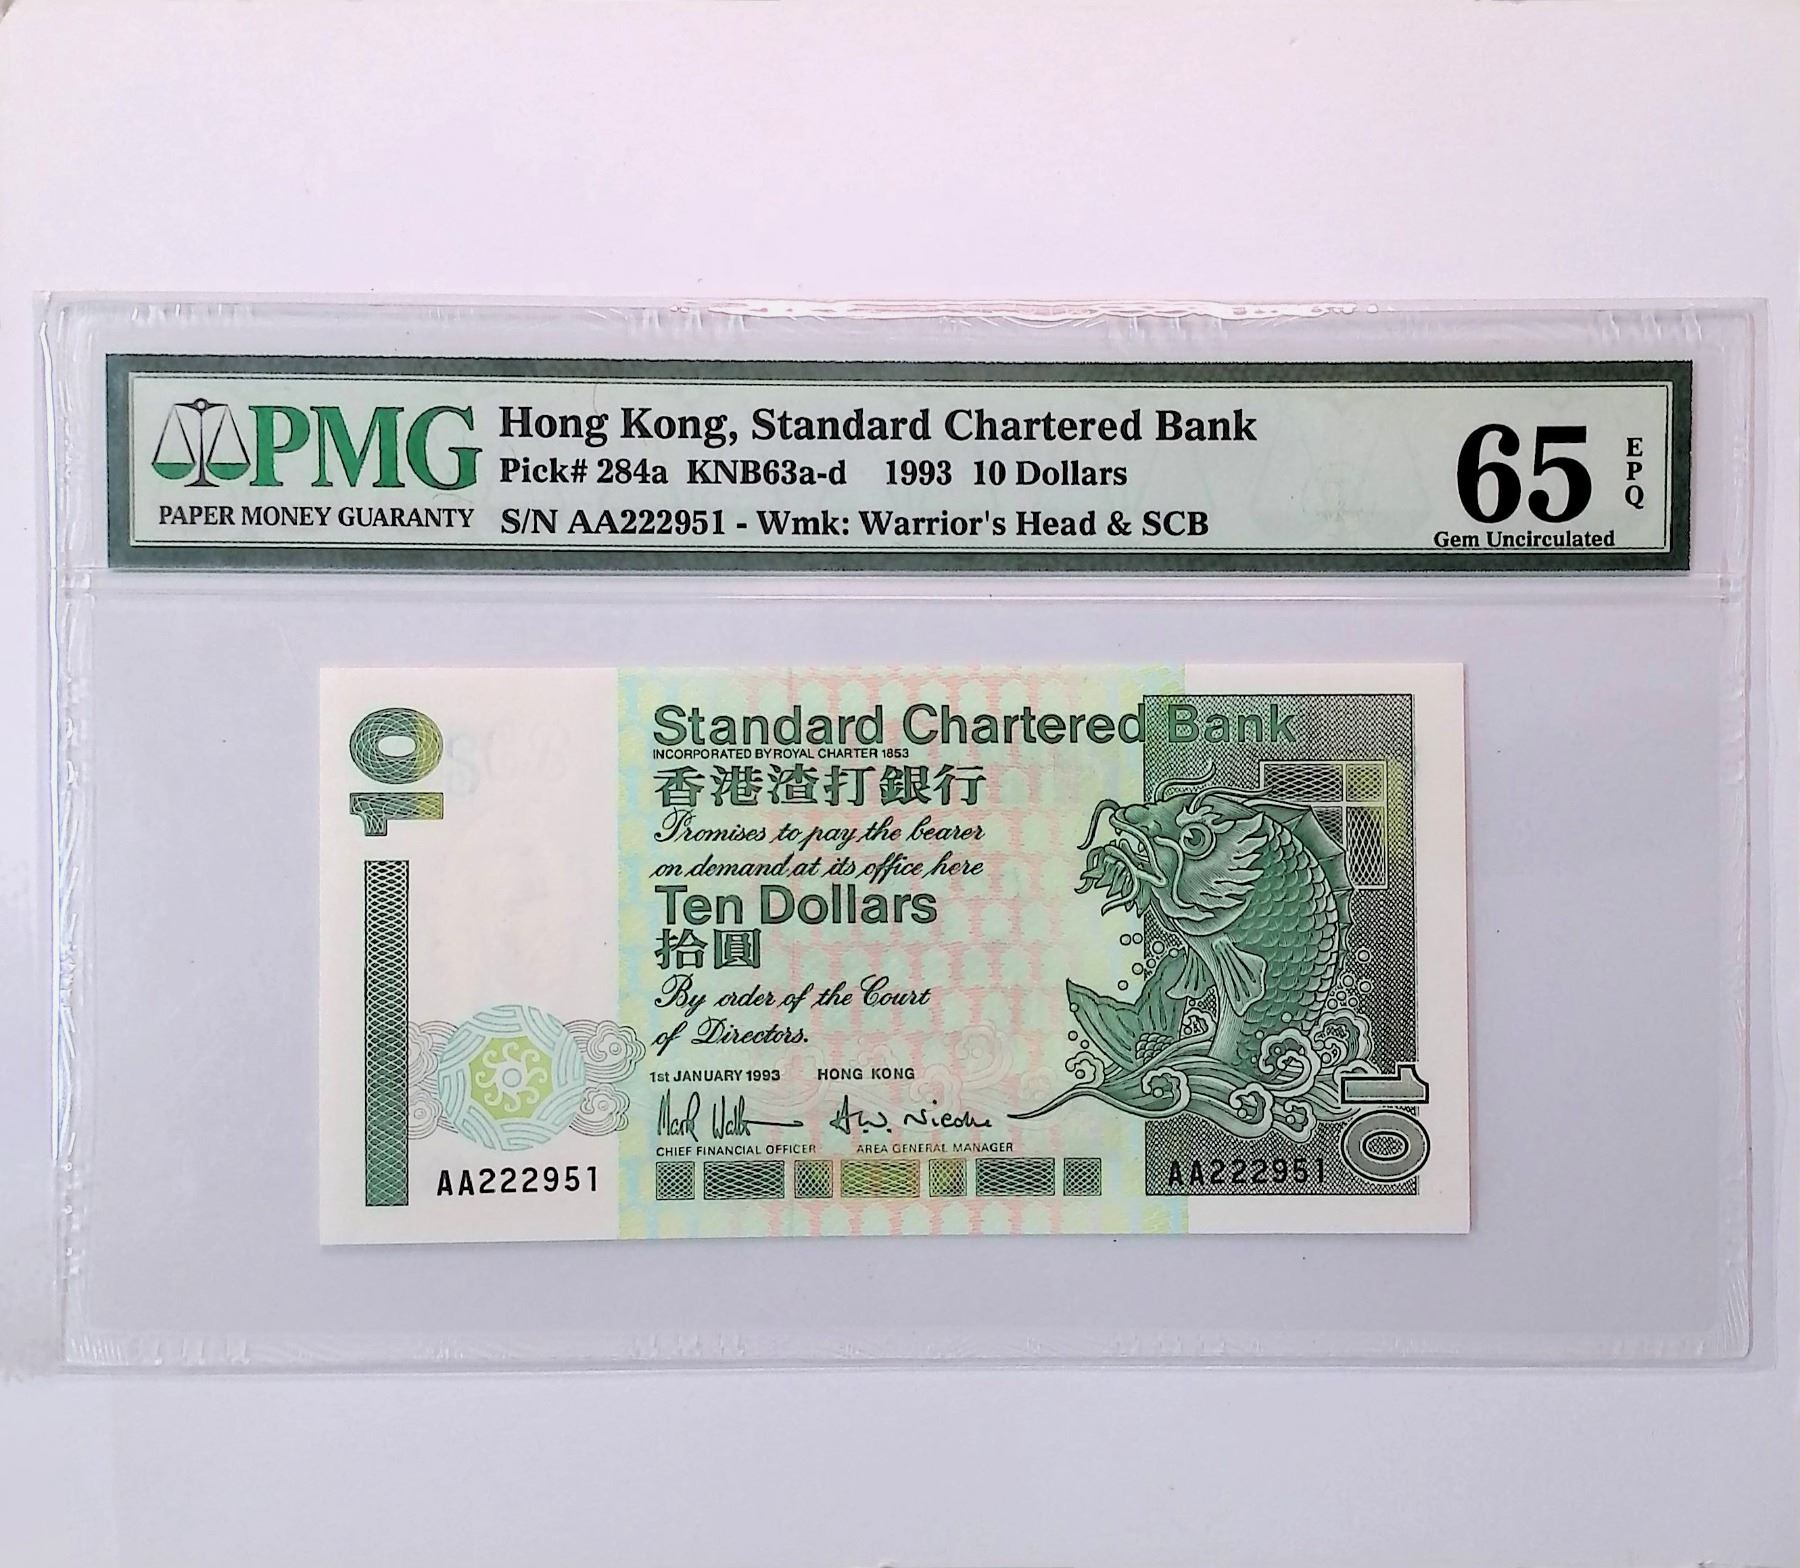 PMG
PAPER MONEY GUARANTY
Hong Kong, Standard Chartered Bank
Pick# 284a KNB63a-d 1993 10 Dollars
S/N AA222951 - Wmk: Warrior's Head & SCB
65
EPQ
Gem Uncirculated
10
SCB
Standard Chartered Bank
INCORPORATED BY ROYAL CHARTER 1853
香港渣打銀行
Promises to pay the bearer
on demand at its office here
Ten Dollars
拾圓
By order of the Court
of Directors.
1st JANUARY 1993 HONG KONG
CHIEF FINANCIAL OFFICER AREA GENERAL MANAGER
AA222951
AA222951
10